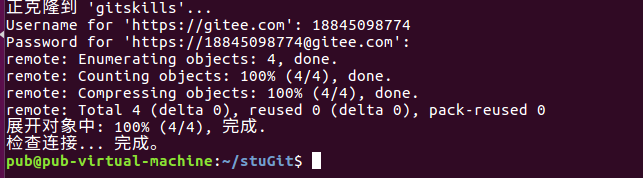 正克隆到 'gitskills'...
Username for 'https://gitee.com': 18845098774
Password for 'https://18845098774@gitee.com':
remote: Enumerating objects: 4, done.
remote: Counting objects: 100% (4/4), done.
remote: Compressing objects: 100% (4/4), done.
remote: Total 4 (delta 0), reused 0 (delta 0), pack-reused 0
展开对象中: 100% (4/4), 完成.
检查连接... 完成。
pub@pub-virtual-machine:~/stuGit$